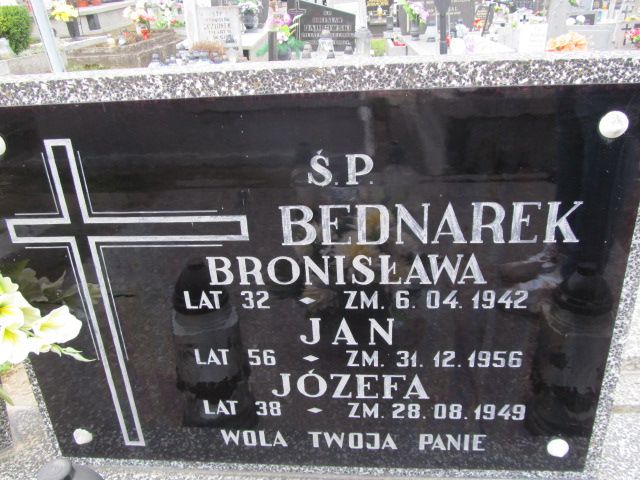 Ś.P.
BEDNAREK
BRONISŁAWA
LAT 32 - ZM. 6.04.1942
JAN
LAT 56 - ZM. 31.12.1956
JÓZEFA
LAT 38 - ZM. 28.08.1949
WOLA TWOJA PANIE